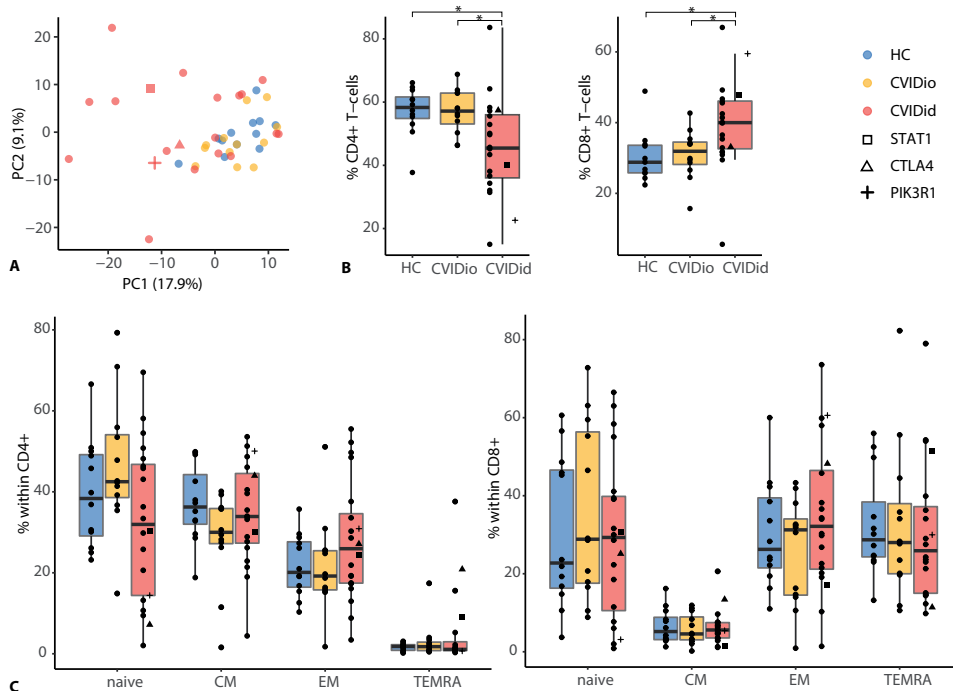 20
10
0
−10
−20
PC2 (9.1%)
−20
−10
0
10
PC1 (17.9%)
A
*
*
80
60
40
20
% CD4+ T−cells
HC
CVIDio
CVIDid
B
*
*
60
40
20
% CD8+ T−cells
HC
CVIDio
CVIDid
HC
CVIDio
CVIDid
STAT1
CTLA4
PIK3R1
80
60
40
20
0
% within CD4+
naive
CM
EM
TEMRA
C
80
60
40
20
0
% within CD8+
naive
CM
EM
TEMRA